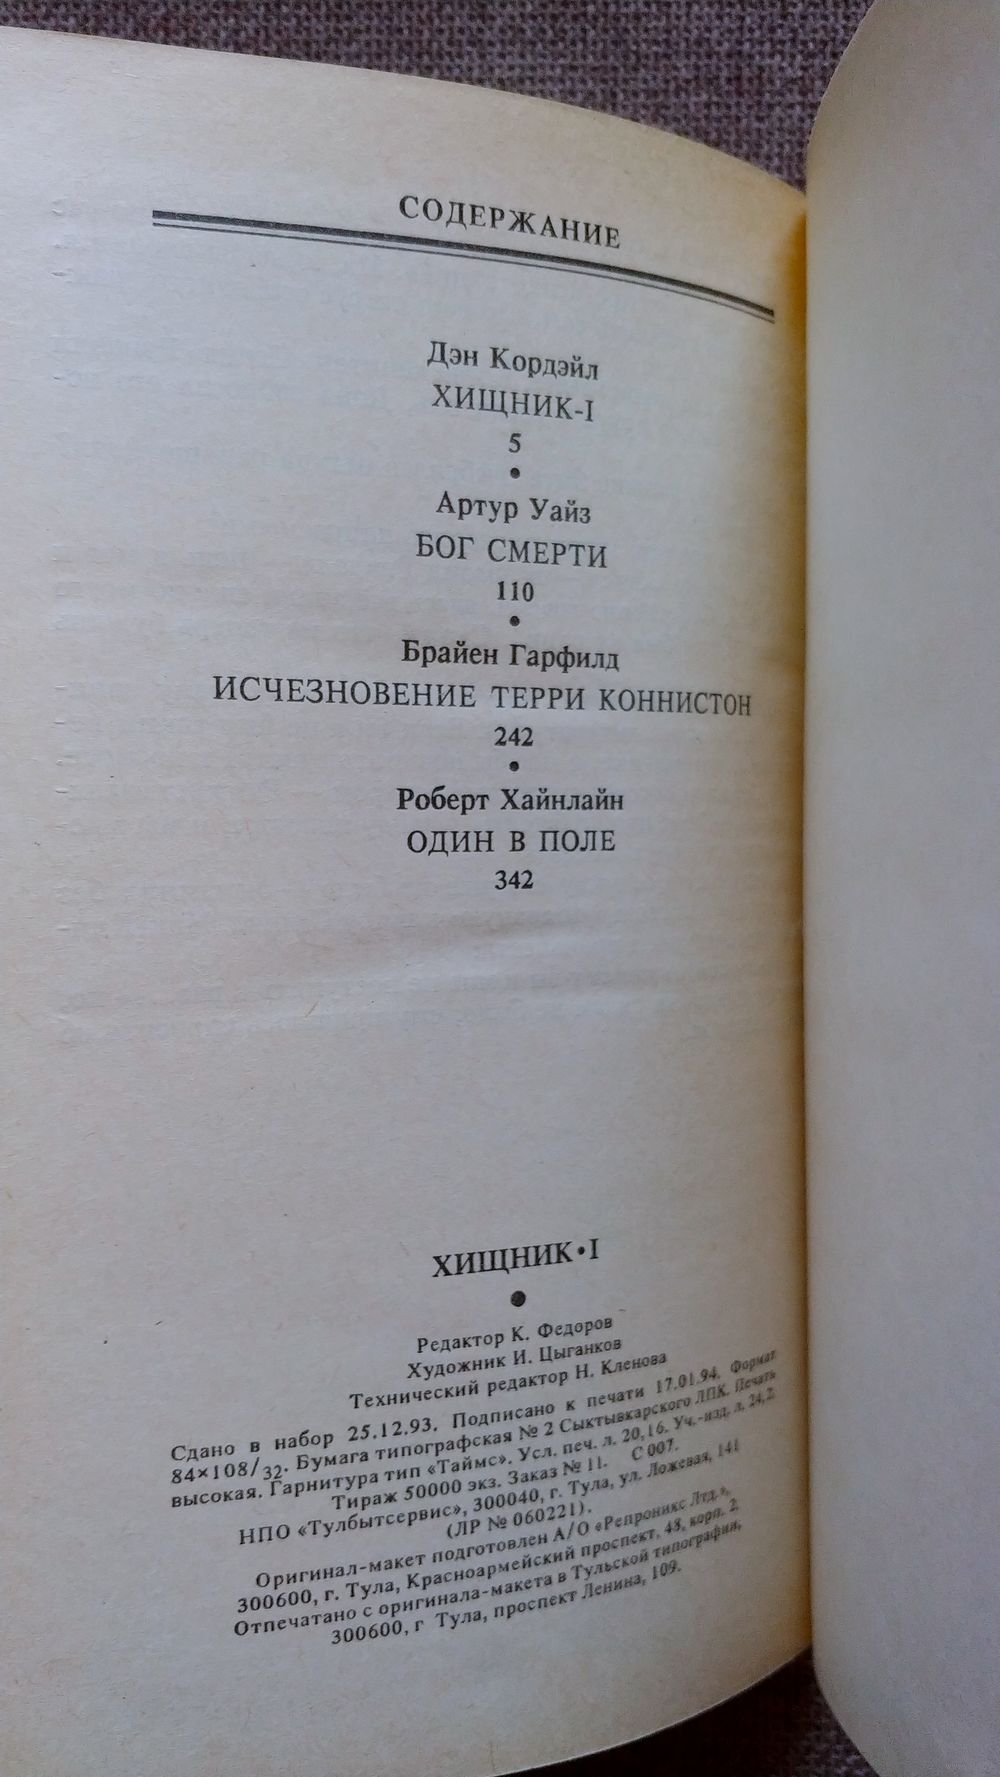 СОДЕРЖАНИЕ
Дэн Кордэйл
ХИЩНИК-I
5
•
Артур Уайз
БОГ СМЕРТИ
110
•
Брайен Гарфилд
ИСЧЕЗНОВЕНИЕ ТЕРРИ КОННИСТОН
242
•
Роберт Хайнлайн
ОДИН В ПОЛЕ
342
ХИЩНИК•I
•
Редактор К. Федоров
Художник И. Цыганков
Технический редактор Н. Кленова
Сдано в набор 25.12.93. Подписано к печати 17.01.94. Формат
84×108/32. Бумага типографская № 2 Сыктывкарского ЛПК. Печать
высокая. Гарнитура тип «Таймс». Усл. печ. л. 20,16. Уч.-изд. л. 24,2.
Тираж 50000 экз. Заказ № 11. С 007.
НПО «Тулбытсервис», 300040, г. Тула, ул. Ложевая, 141
(ЛР № 060221).
Оригинал-макет подготовлен А/О «Репроникс Лтд.»,
300600, г. Тула, Красноармейский проспект, 48, корп. 2,
Отпечатано с оригинала-макета в Тульской типографии,
300600, г Тула, проспект Ленина, 109.